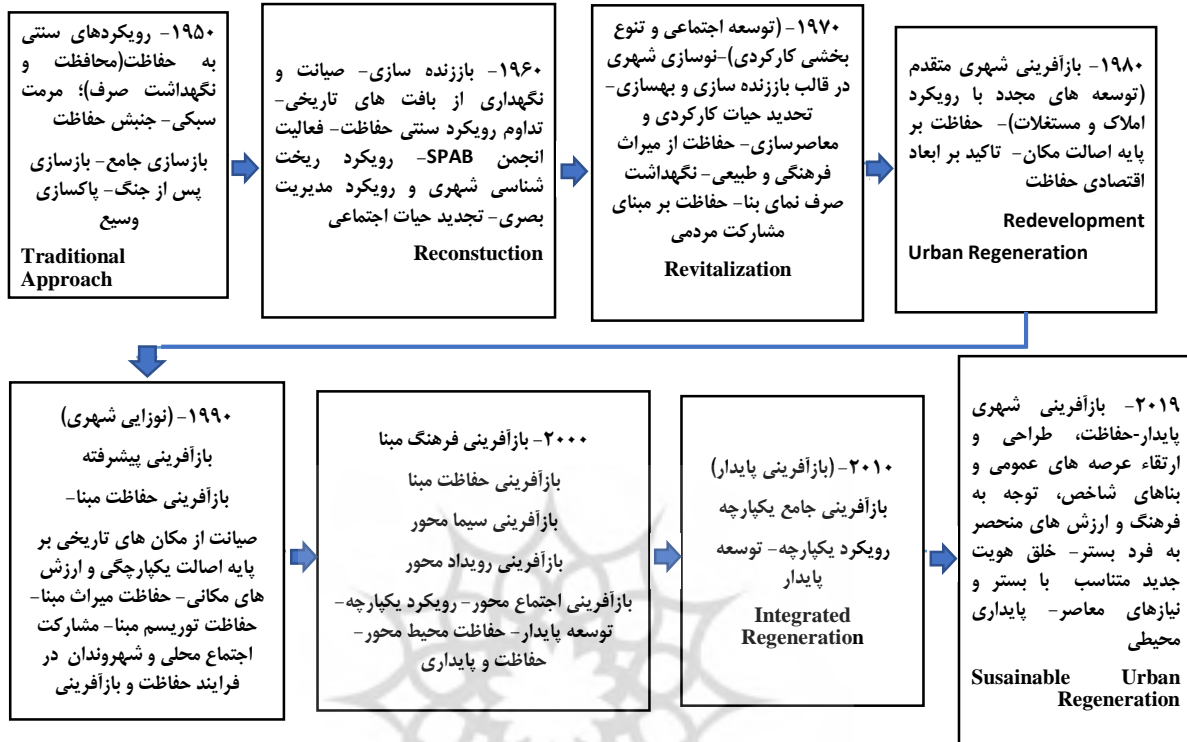 ۱۹۵۰- رویکردهای سنتی
به حفاظت(محافظت و
نگهداشت صرف)؛ مرمت
سبکی- جنبش حفاظت
بازسازی جامع- بازسازی
پس از جنگ- پاکسازی
وسیع
Traditional
Approach
۱۹۶۰- باززنده سازی- صیانت و
نگهداری از بافت های تاریخی-
تداوم رویکرد سنتی حفاظت- فعالیت
انجمن SPAB- رویکرد ریخت
شناسی شهری و رویکرد مدیریت
بصری- تجدید حیات اجتماعی
Reconstuction
۱۹۷۰- (توسعه اجتماعی و تنوع
بخشی کارکردی)-نوسازی شهری
در قالب باززنده سازی و بهسازی-
تحدید حیات کارکردی و
معاصرسازی- حفاظت از میراث
فرهنگی و طبیعی- نگهداشت
صرف نمای بنا- حفاظت بر مبنای
مشارکت مردمی
Revitalization
۱۹۸۰- بازآفرینی شهری متقدم
(توسعه های مجدد با رویکرد
املاک و مستغلات)- حفاظت بر
پایه اصالت مکان- تاکید بر ابعاد
اقتصادی حفاظت
Redevelopment
Urban Regeneration
۱۹۹۰- (نوزایی شهری)
بازآفرینی پیشرفته
بازآفرینی حفاظت مبنا-
صیانت از مکان های تاریخی بر
پایه اصالت یکپارچگی و ارزش
های مکانی- حفاظت میراث مبنا-
حفاظت توریسم مبنا- مشارکت
اجتماع محلی و شهروندان در
فرایند حفاظت و بازآفرینی
۲۰۰۰- بازآفرینی فرهنگ مبنا
بازآفرینی حفاظت مبنا
بازآفرینی سیما محور
بازآفرینی رویداد محور
بازآفرینی اجتماع محور- رویکرد یکپارچه-
توسعه پایدار- حفاظت محیط محور-
حفاظت و پایداری
۲۰۱۰- (بازآفرینی پایدار)
بازآفرینی جامع یکپارچه
رویکرد یکپارچه- توسعه
پایدار
Integrated
Regeneration
۲۰۱۹- بازآفرینی شهری
پایدار-حفاظت، طراحی و
ارتقاء عرصه های عمومی و
بناهای شاخص، توجه به
فرهنگ و ارزش های منحصر
به فرد بستر- خلق هویت
جدید متناسب با بستر و
نیازهای معاصر- پایداری
محیطی
Susainable Urban
Regeneration